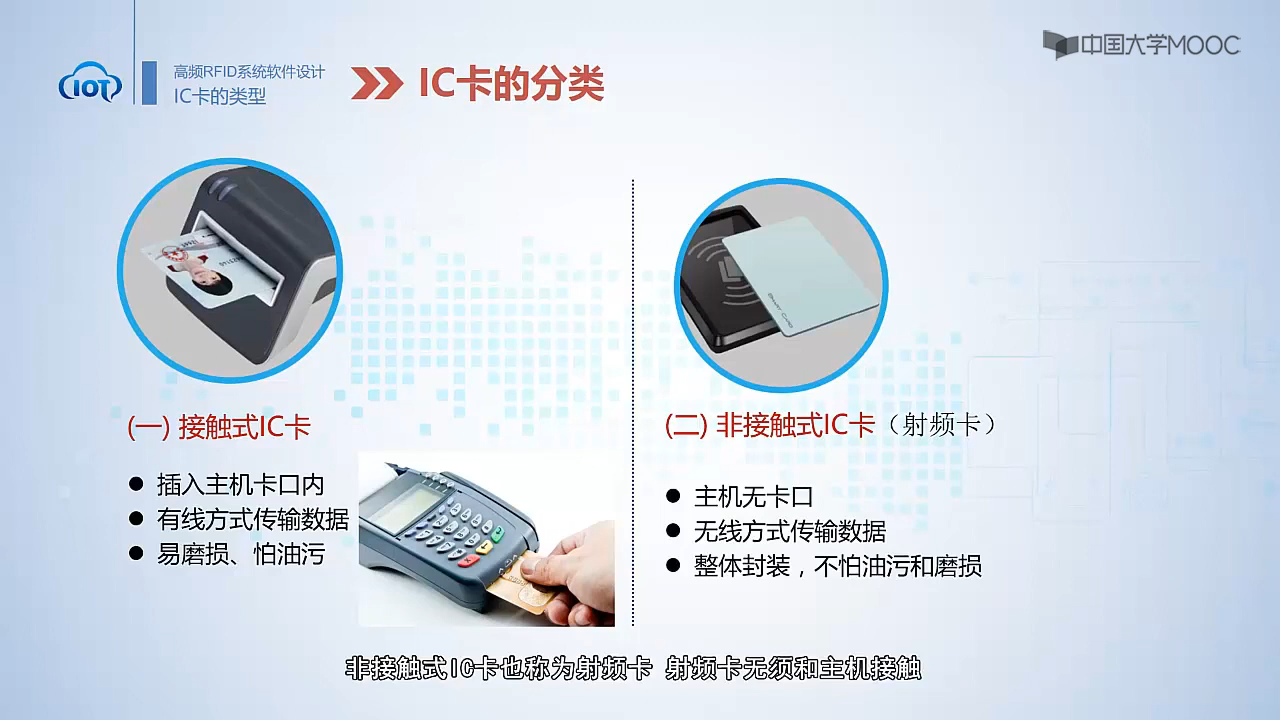 中国大学MOOC
IOT
高频RFID系统软件设计
IC卡的类型
IC卡的分类
(一) 接触式IC卡
插入主机卡口内
有线方式传输数据
易磨损、怕油污
(二) 非接触式IC卡（射频卡）
主机无卡口
无线方式传输数据
整体封装，不怕油污和磨损
SMART CARD
非接触式IC卡也称为射频卡 射频卡无须和主机接触